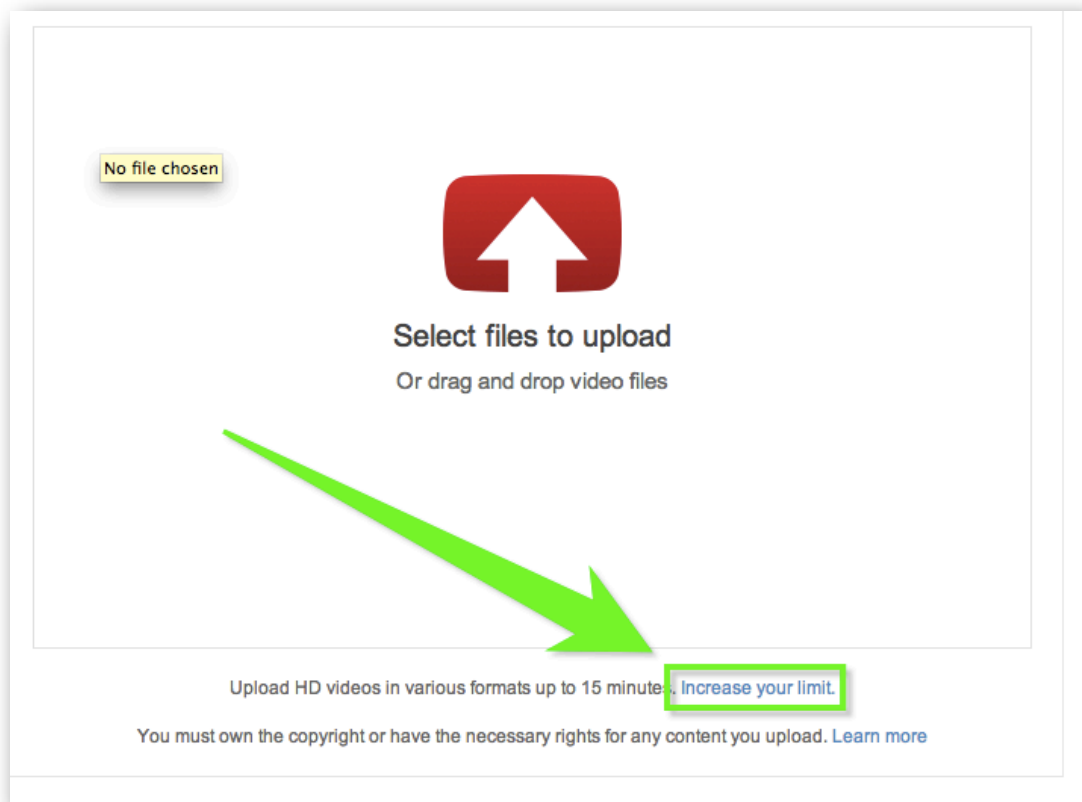 No file chosen
Select files to upload
Or drag and drop video files
Upload HD videos in various formats up to 15 minutes. Increase your limit.
You must own the copyright or have the necessary rights for any content you upload. Learn more